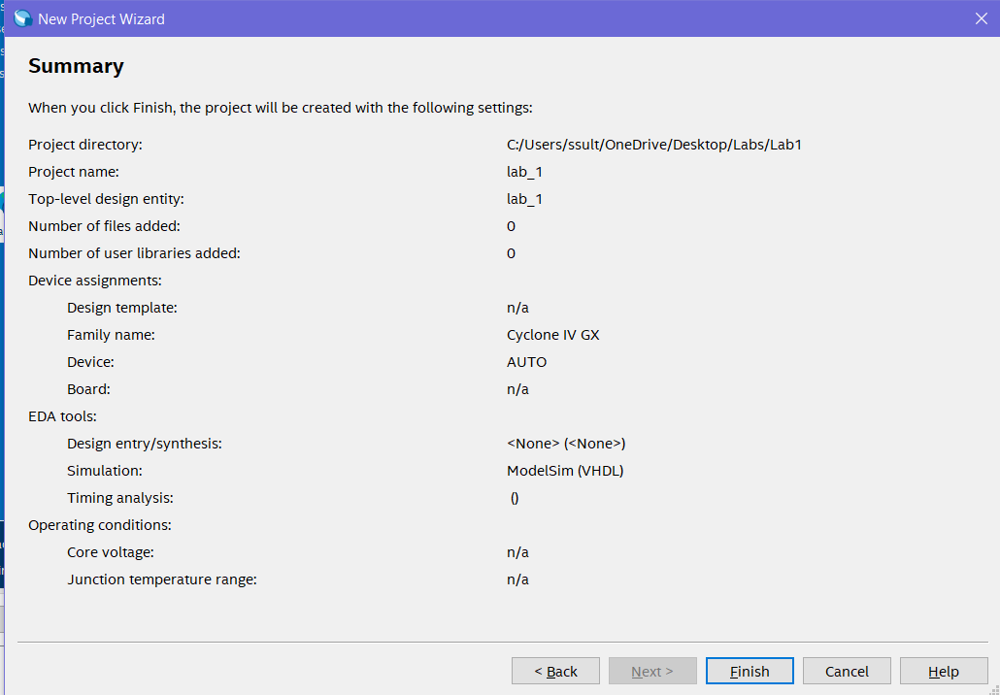 New Project Wizard
Summary
When you click Finish, the project will be created with the following settings:
Project directory: C:/Users/ssult/OneDrive/Desktop/Labs/Lab1
Project name: lab_1
Top-level design entity: lab_1
Number of files added: 0
Number of user libraries added: 0
Device assignments:
Design template: n/a
Family name: Cyclone IV GX
Device: AUTO
Board: n/a
EDA tools:
Design entry/synthesis: <None> (<None>)
Simulation: ModelSim (VHDL)
Timing analysis: ()
Operating conditions:
Core voltage: n/a
Junction temperature range: n/a
< Back Next > Finish Cancel Help